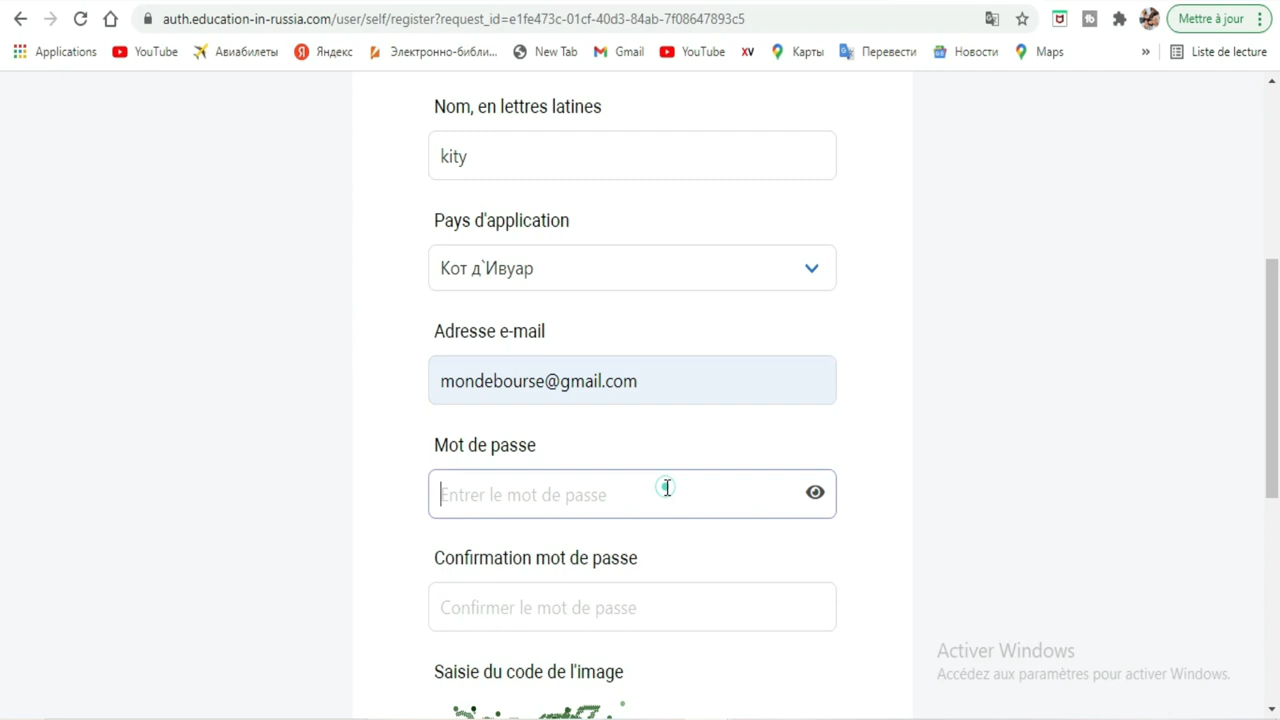 auth.education-in-russia.com/user/self/register?request_id=e1fe473c-01cf-40d3-84ab-7f08647893c5
Mettre à jour
Applications YouTube Авиабилеты Яндекс Электронно-библи... New Tab Gmail YouTube XV Карты Перевести Новости Maps » Liste de lecture
Nom, en lettres latines
kity
Pays d'application
Кот д`Ивуар
Adresse e-mail
mondebourse@gmail.com
Mot de passe
Entrer le mot de passe
Confirmation mot de passe
Confirmer le mot de passe
Saisie du code de l'image
Activer Windows
Accédez aux paramètres pour activer Windows.